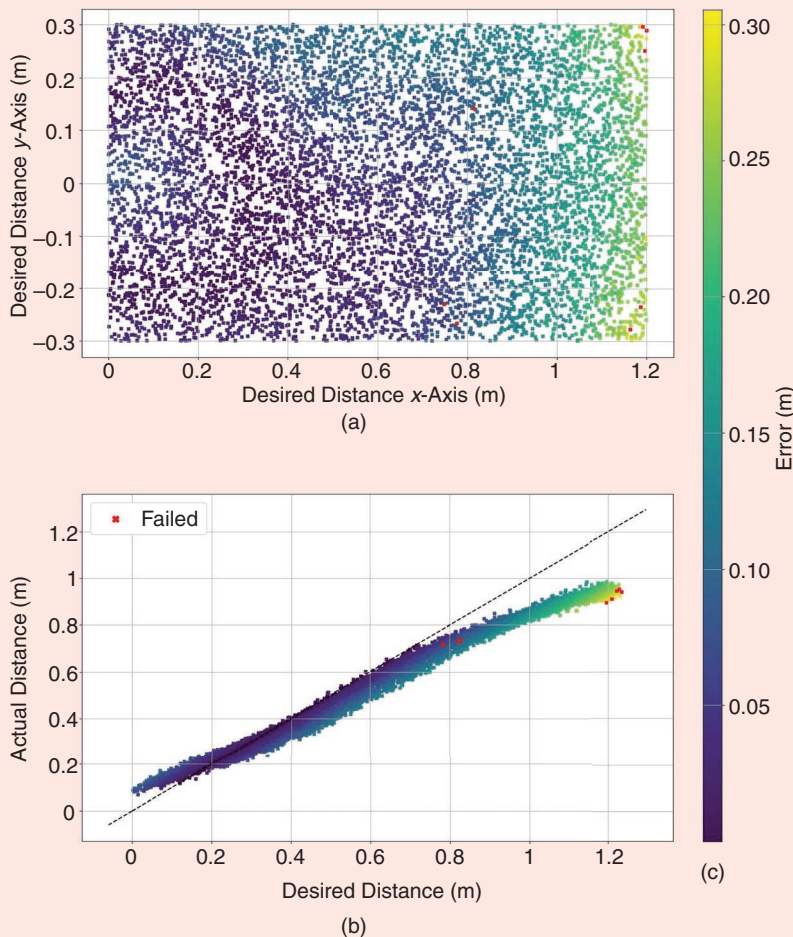 0.3
0.2
0.1
0
–0.1
–0.2
–0.3
Desired Distance y-Axis (m)
0 0.2 0.4 0.6 0.8 1 1.2
Desired Distance x-Axis (m)
(a)
Failed
1.2
1
0.8
0.6
0.4
0.2
0
Actual Distance (m)
0 0.2 0.4 0.6 0.8 1 1.2
Desired Distance (m)
(b)
0.30
0.25
0.20
0.15
0.10
0.05
Error (m)
(c)